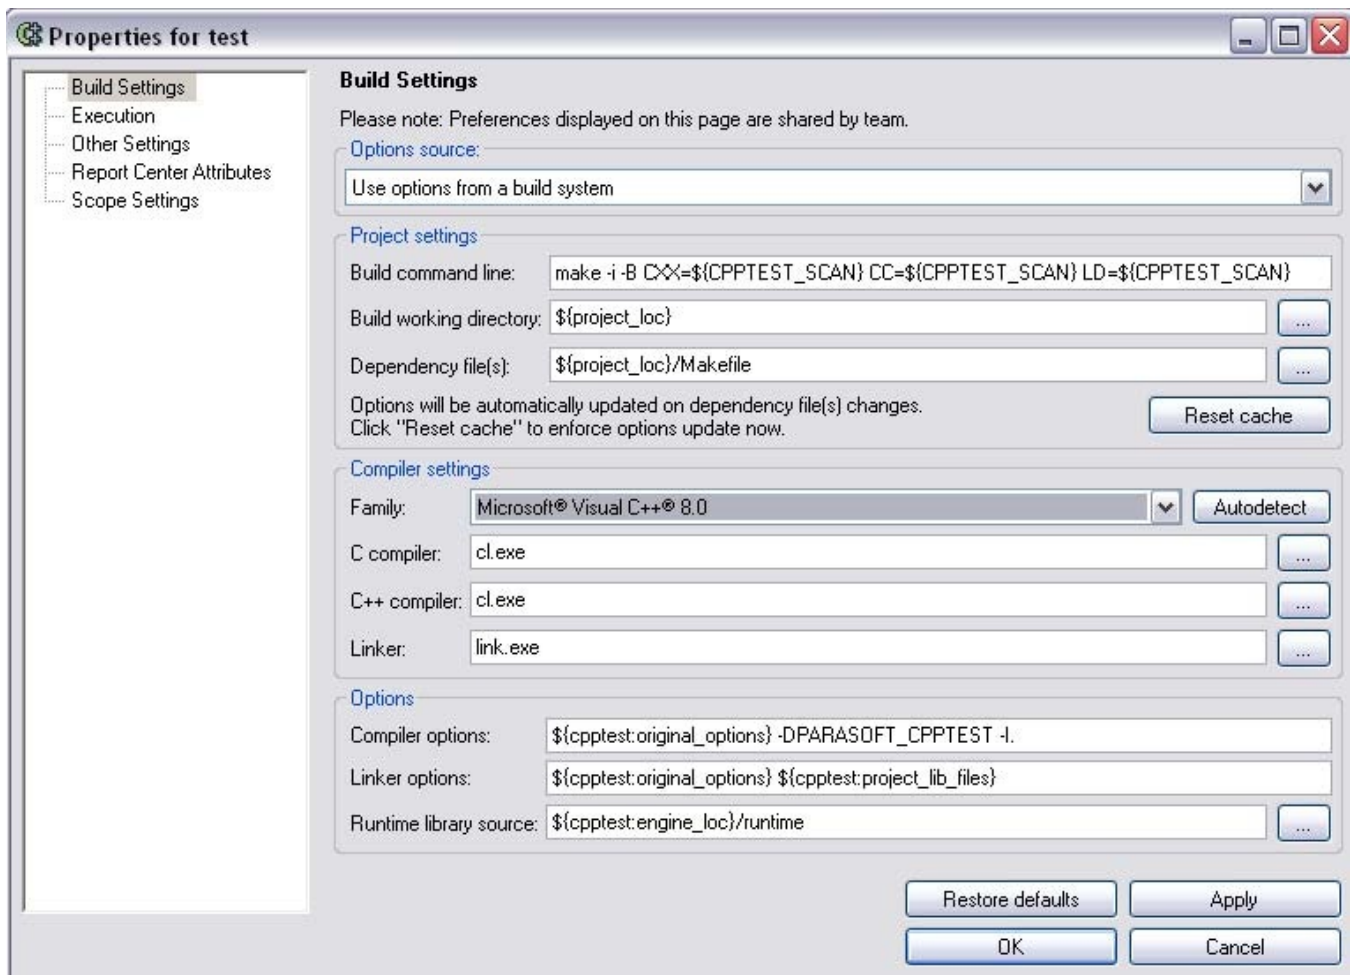 Properties for test
Build Settings
Execution
Other Settings
Report Center Attributes
Scope Settings
Build Settings
Please note: Preferences displayed on this page are shared by team.
Options source:
Use options from a build system
Project settings
Build command line: make -i -B CXX=${CPPTEST_SCAN} CC=${CPPTEST_SCAN} LD=${CPPTEST_SCAN}
Build working directory: ${project_loc} ...
Dependency file(s): ${project_loc}/Makefile ...
Options will be automatically updated on dependency file(s) changes.
Click "Reset cache" to enforce options update now.
Reset cache
Compiler settings
Family: Microsoft® Visual C++® 8.0 Autodetect
C compiler: cl.exe ...
C++ compiler: cl.exe ...
Linker: link.exe ...
Options
Compiler options: ${cpptest:original_options} -DPARASOFT_CPPTEST -I.
Linker options: ${cpptest:original_options} ${cpptest:project_lib_files}
Runtime library source: ${cpptest:engine_loc}/runtime ...
Restore defaults Apply
OK Cancel